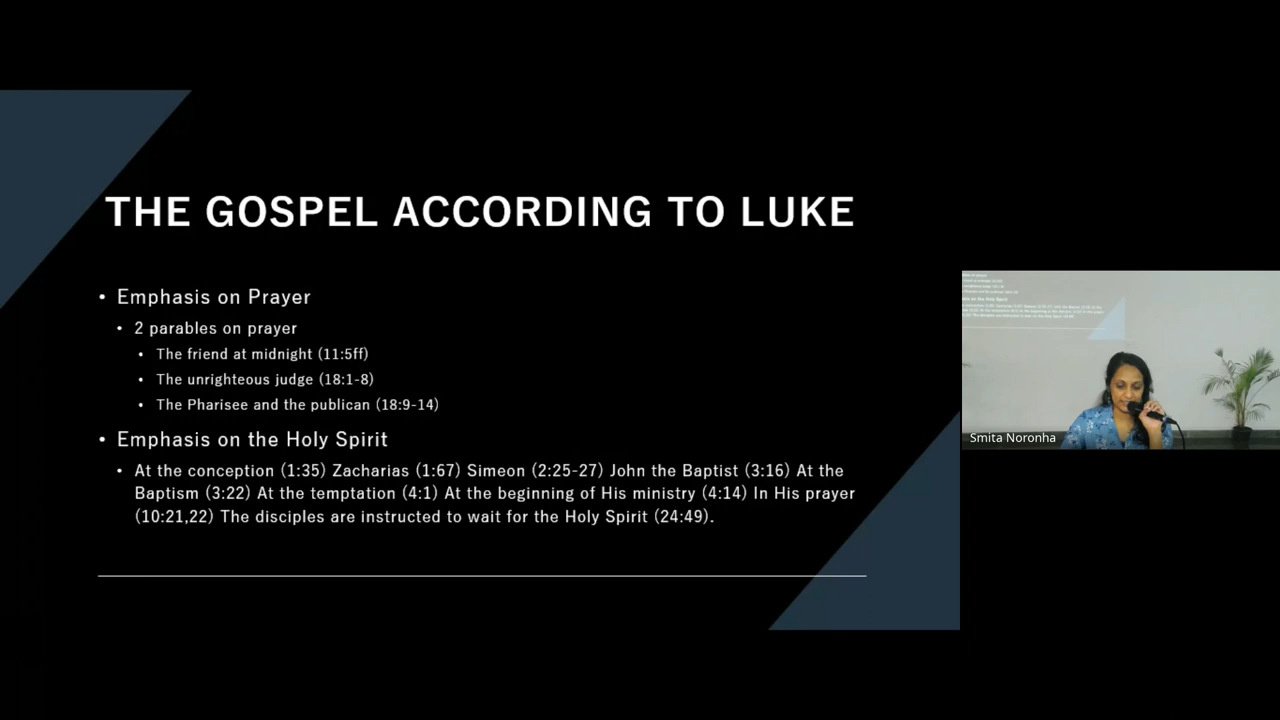 THE GOSPEL ACCORDING TO LUKE
• Emphasis on Prayer
• 2 parables on prayer
• The friend at midnight (11:5ff)
• The unrighteous judge (18:1-8)
• The Pharisee and the publican (18:9-14)
• Emphasis on the Holy Spirit
• At the conception (1:35) Zacharias (1:67) Simeon (2:25-27) John the Baptist (3:16) At the
Baptism (3:22) At the temptation (4:1) At the beginning of His ministry (4:14) In His prayer
(10:21,22) The disciples are instructed to wait for the Holy Spirit (24:49).
Smita Noronha